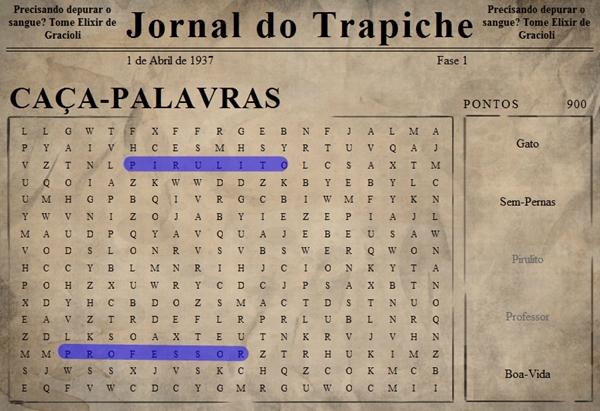 Precisando depurar o
sangue? Tome Elixir de
Gracioli
Jornal do Trapiche
Precisando depurar o
sangue? Tome Elixir de
Gracioli
1 de Abril de 1937
Fase 1
CAÇA-PALAVRAS
PONTOS 900
L L G W T F X F F R G E B N F J A L M A
P Y A I V H C E S M H S Y R T U V Q A J
V Z T N L P I R U L I T O L C S A X T M
U Q O I A Z K W W D D Z K B Y E B Y L C
U M H G P B Q I V R G C B I W M F Y K N
Y W V N I Z O J A B Y I E Z E P I A J L
M A U D P Q Y A V Q U A J E B E U S A W
V O D S L O N R V S V B S W E R Q W O N
H C C Y B L M N R I H J C I O N K Y T A
P O H Z X U W R Y C D C J P S A X B T N
X D Y H C B D O Z S M A C T D S T N U O
E A V Z T R D E F L R P R L U B L N R Q
Z D L K S O A X T E U T N K R V J V H N
M M P R O F E S S O R Z T R H U K I M Z
S J W S S X J V S K C H Q Z C O K M C B
E Q F V W C D C Y G M R G U W O C M I I
Gato
Sem-Pernas
Pirulito
Professor
Boa-Vida